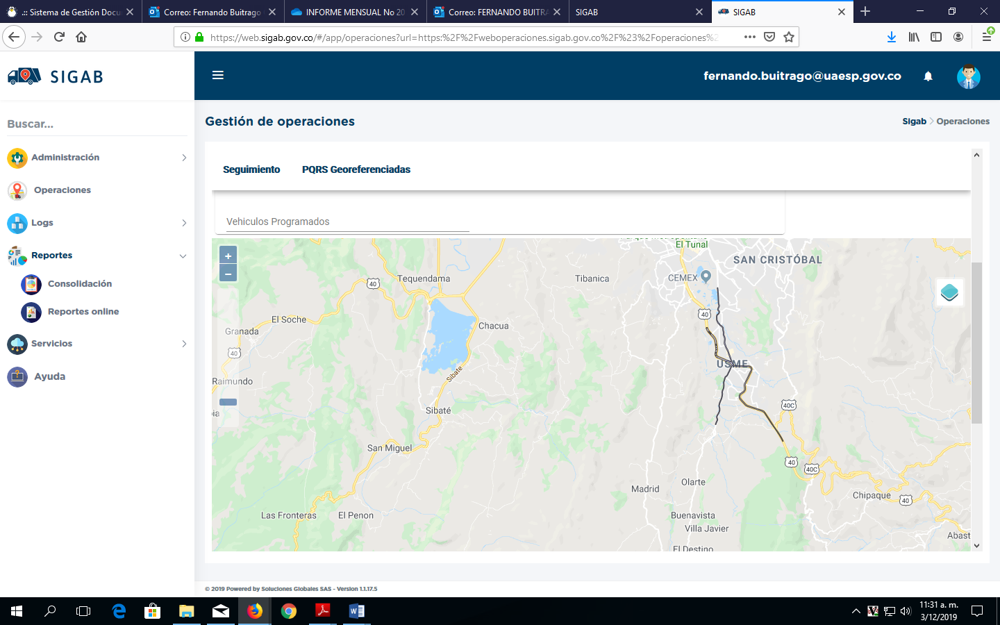 .:: Sistema de Gestión Docu
Correo: Fernando Buitrago
INFORME MENSUAL No 20
Correo: FERNANDO BUITRA
SIGAB
SIGAB
https://web.sigab.gov.co/#/app/operaciones?url=https:%2F%2Fweboperaciones.sigab.gov.co%2F%23%2Foperaciones%2
SIGAB
fernando.buitrago@uaesp.gov.co
Buscar...
Administración
Operaciones
Logs
Reportes
Consolidación
Reportes online
Servicios
Ayuda
Gestión de operaciones
Sigab > Operaciones
Seguimiento
PQRS Georeferenciadas
Vehiculos Programados
+
−
El Tunal
SAN CRISTÓBAL
Tequendama
Tibanica
CEMEX
40
40
El Soche
Chacua
Granada
40
USME
Raimundo
Sibate
40C
Sibaté
San Miguel
40
40C
Olarte
Madrid
Chipaque
40
Las Fronteras
El Penon
Buenavista
Villa Javier
Abast
El Destino
© 2019 Powered by Soluciones Globales SAS - Version 1.1.17.5
11:31 a. m.
3/12/2019